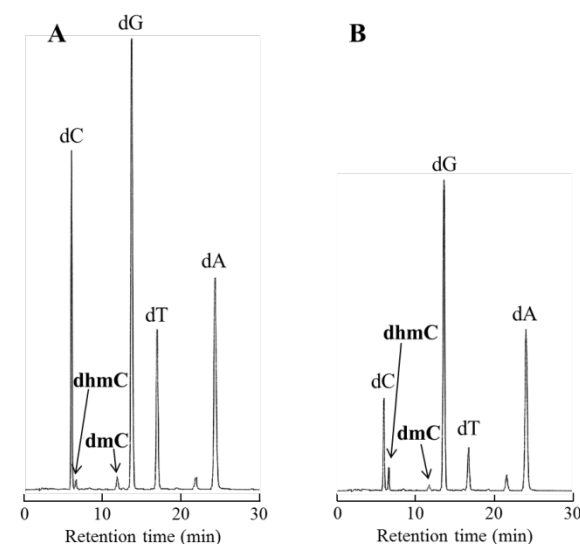 A
dG
dC
dA
dT
dhmC
dmC
0 10 20 30
Retention time (min)
B
dG
dA
dhmC
dC
dmC
dT
0 10 20 30
Retention time (min)